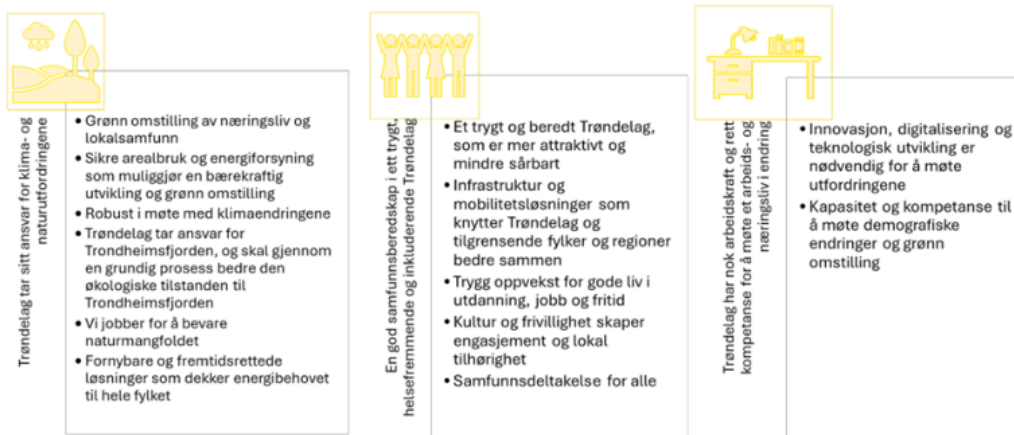 Trøndelag tar sitt ansvar for klima- og
naturutfordringene
• Grønn omstilling av næringsliv og
lokalsamfunn
• Sikre arealbruk og energiforsyning
som muliggjør en bærekraftig
utvikling og grønn omstilling
• Robust i møte med klimaendringene
• Trøndelag tar ansvar for
Trondheimsfjorden, og skal gjennom
en grundig prosess bedre den
økologiske tilstanden til
Trondheimsfjorden
• Vi jobber for å bevare
naturmangfoldet
• Fornybare og fremtidsrettede
løsninger som dekker energibehovet
til hele fylket
En god samfunnsberedskap i ett trygt,
helsefremmende og inkluderende Trøndelag
• Et trygt og beredt Trøndelag,
som er mer attraktivt og
mindre sårbart
• Infrastruktur og
mobilitetsløsninger som
knytter Trøndelag og
tilgrensende fylker og regioner
bedre sammen
• Trygg oppvekst for gode liv i
utdanning, jobb og fritid
• Kultur og frivillighet skaper
engasjement og lokal
tilhørighet
• Samfunnsdeltakelse for alle
Trøndelag har nok arbeidskraft og rett
kompetanse for å møte et arbeids- og
næringsliv i endring
• Innovasjon, digitalisering og
teknologisk utvikling er
nødvendig for å møte
utfordringene
• Kapasitet og kompetanse til
å møte demografiske
endringer og grønn
omstilling